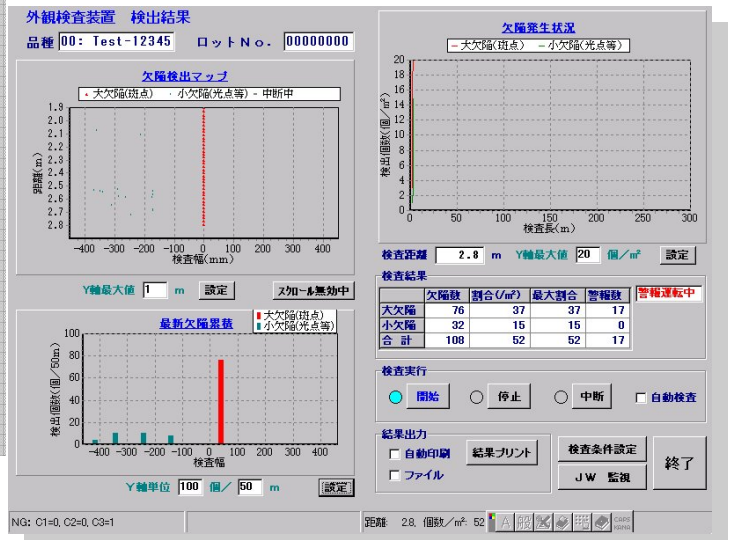 外観検査装置 検出結果
品種 00: Test-12345 ロットNo. 00000000
欠陥検出マップ
大欠陥(斑点) 小欠陥(光点等) 中断中
1.9
2.0
2.1
2.2
2.3
2.4
2.5
2.6
2.7
2.8
距離(m)
-400 -300 -200 -100 0 100 200 300 400
検査幅(mm)
Y軸最大値 1 m 設定 スクロール無効中
最新欠陥累積
大欠陥(斑点)
小欠陥(光点等)
100
80
60
40
20
0
検出個数(個/50m)
-400 -300 -200 -100 0 100 200 300 400
検査幅
Y軸単位 100 個/ 50 m 設定
欠陥発生状況
大欠陥(斑点) 小欠陥(光点等)
20
18
16
14
12
10
8
6
4
2
0
検出個数(個/㎡)
0 50 100 150 200 250 300
検査長(m)
検査距離 2.8 m Y軸最大値 20 個/㎡ 設定
検査結果
欠陥数 割合(/㎡) 最大割合 警報数 警報運転中
大欠陥 76 37 37 17
小欠陥 32 15 15 0
合 計 108 52 52 17
検査実行
開始 停止 中断 自動検査
結果出力
自動印刷 結果プリント 検査条件設定 終了
ファイル JW 監視
NG: C1=0, C2=0, C3=1 距離: 2.8, 個数/㎡: 52 A 般 CAPS
KANA